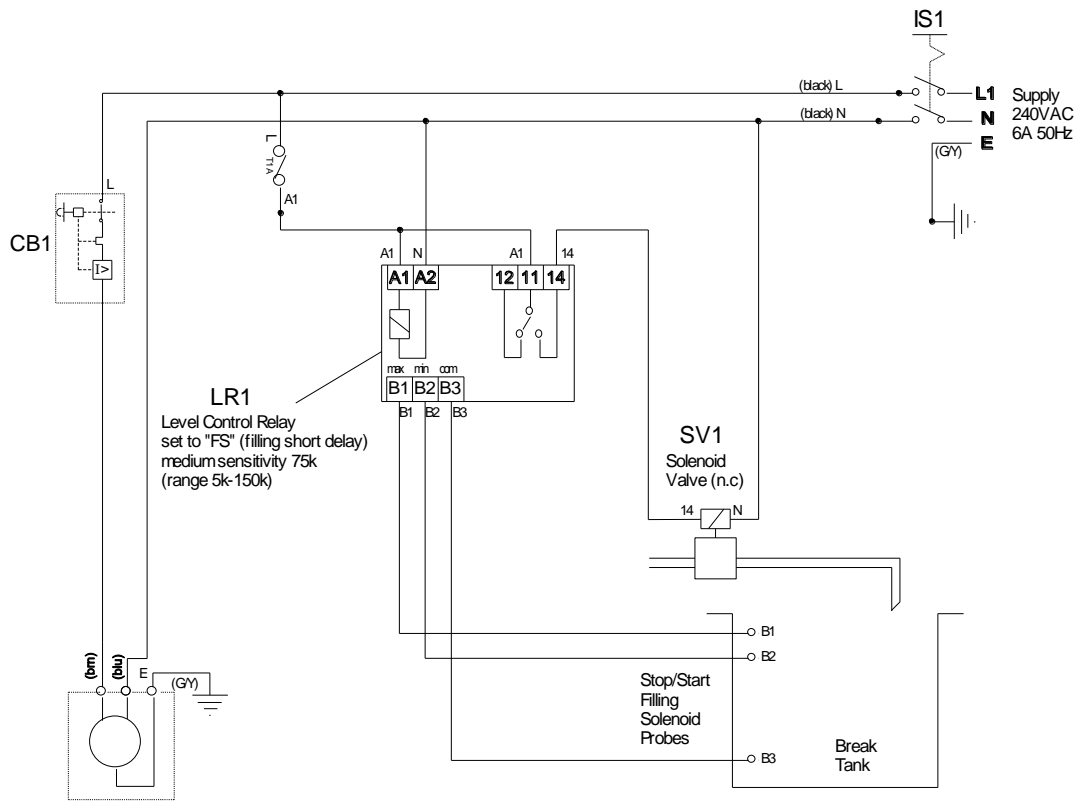 IS1
(black) L
L1
Supply
240VAC
6A 50Hz
(black) N
N
E
(G/Y)
L
T1A
A1
L
CB1
I>
A1
N
A1
14
A1
A2
12
11
14
max
min
com
B1
B2
B3
B1
B2
B3
LR1
Level Control Relay
set to "FS" (filling short delay)
medium sensitivity 75k
(range 5k-150k)
SV1
Solenoid
Valve (n.c)
14
N
B1
B2
Stop/Start
Filling
Solenoid
Probes
B3
Break
Tank
(brn)
(blu)
E
(G/Y)